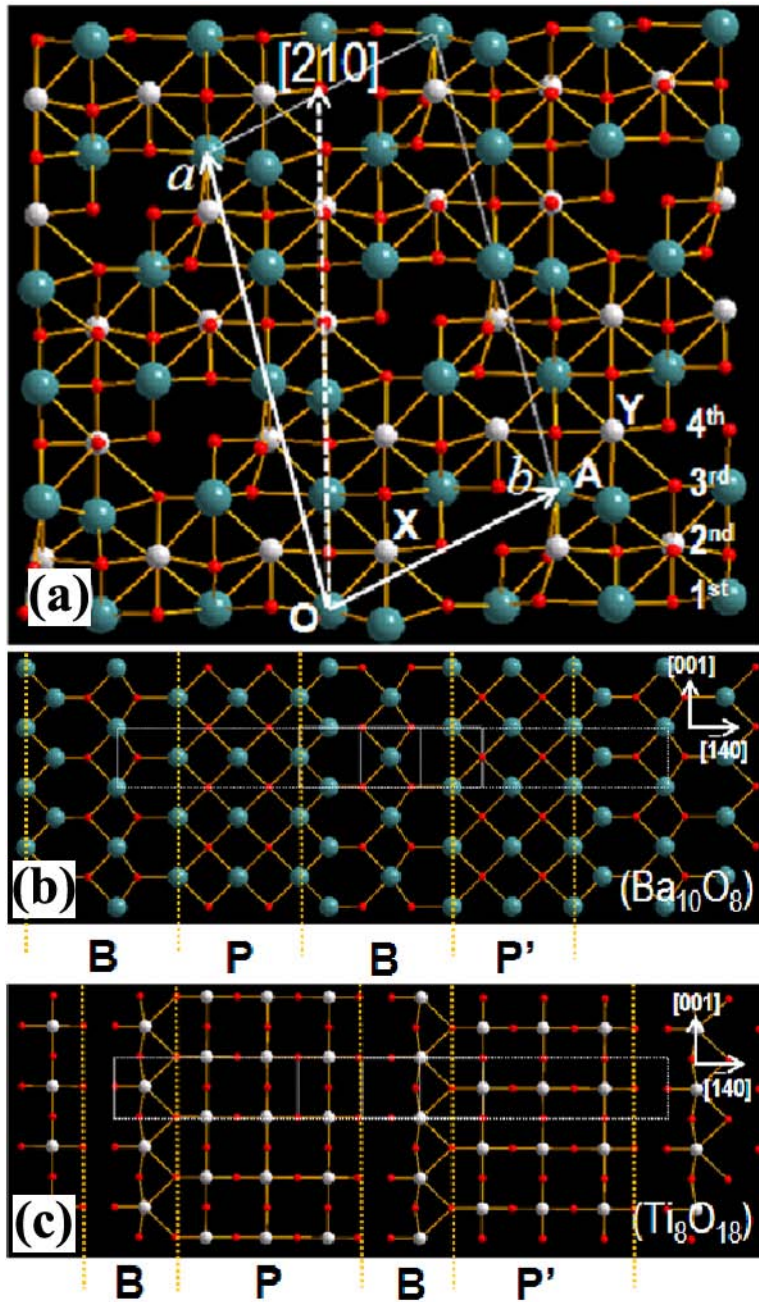 [210]
a
Y
4th
b
A
3rd
X
2nd
(a)
O
1st
[001]
[140]
(b)
(Ba10O8)
B
P
B
P'
[001]
[140]
(c)
(Ti8O18)
B
P
B
P'